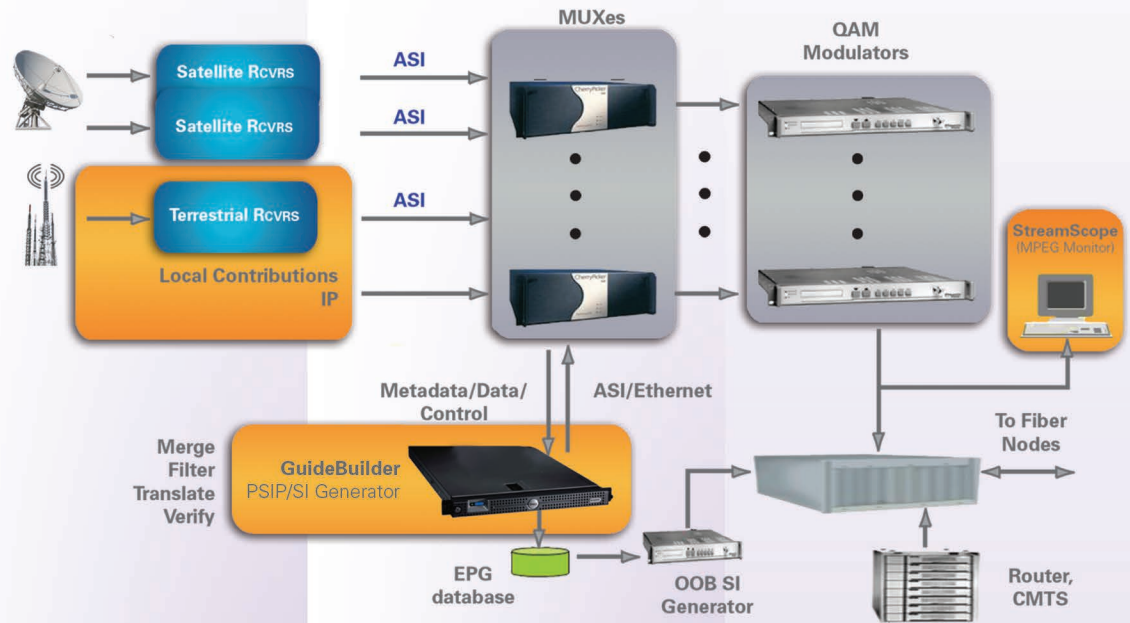 MUXes
QAM
Modulators
Satellite RCVRS
ASI
Satellite RCVRS
ASI
CherryPicker
Terrestrial RCVRS
ASI
Local Contributions
IP
CherryPicker
StreamScope
(MPEG Monitor)
Metadata/Data/
Control
ASI/Ethernet
Merge
Filter
Translate
Verify
GuideBuilder
PSIP/SI Generator
To Fiber
Nodes
EPG
database
OOB SI
Generator
Router,
CMTS